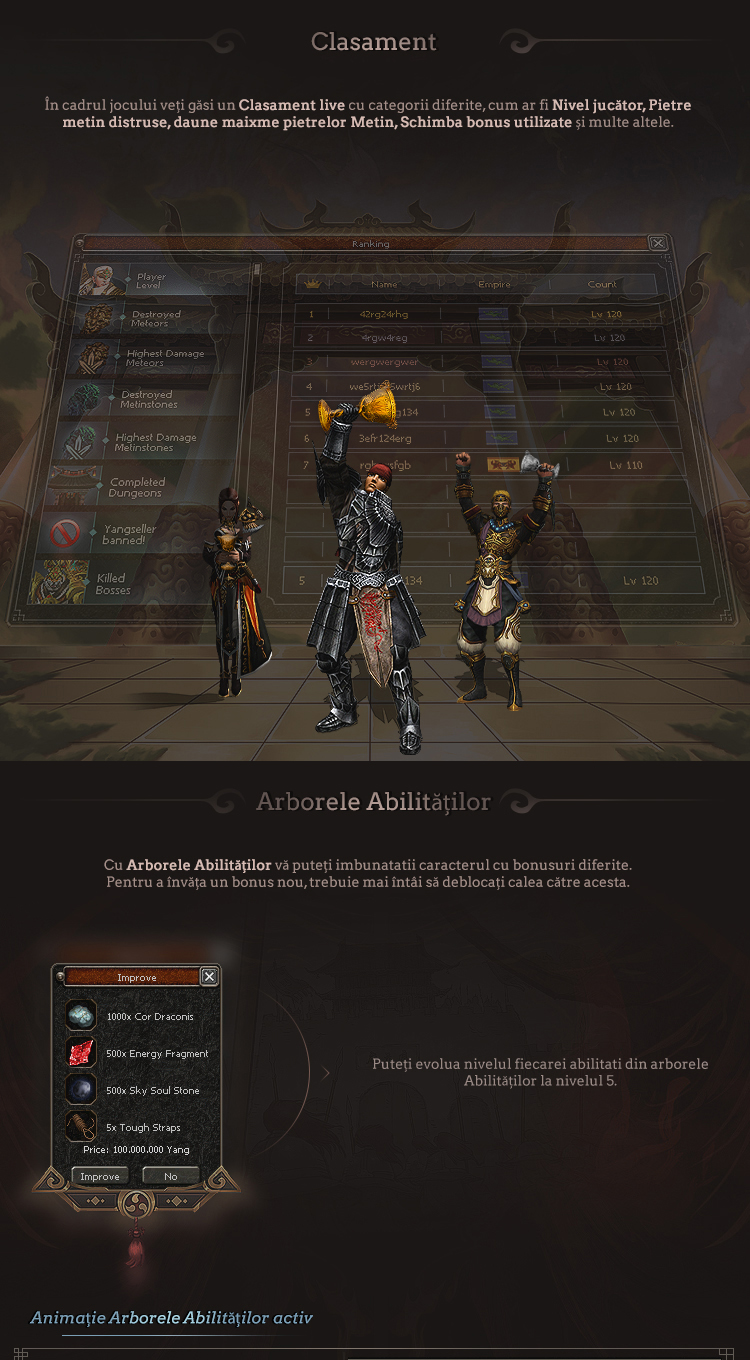 Clasament
În cadrul jocului veți găsi un Clasament live cu categorii diferite, cum ar fi Nivel jucător, Pietre
metin distruse, daune maixme pietrelor Metin, Schimba bonus utilizate și multe altele.
Ranking
Player
Level
Destroyed
Meteors
Highest Damage
Meteors
Destroyed
Metinstones
Highest Damage
Metinstones
Completed
Dungeons
Yangseller
banned!
Killed
Bosses
Name Empire Count
1 42rg24rhg Lv 120
2 4rgw4reg Lv 120
3 wergwergwer Lv 120
4 Lv 120
5 Lv 120
6 3efr124erg Lv 120
7 Lv 110
5 Lv 120
Arborele Abilităților
Cu Arborele Abilităților vă puteți imbunatatii caracterul cu bonusuri diferite.
Pentru a învăța un bonus nou, trebuie mai întâi să deblocați calea către acesta.
Improve
1000x Cor Draconis
500x Energy Fragment
500x Sky Soul Stone
5x Tough Straps
Price: 100.000.000 Yang
Improve No
Puteți evolua nivelul fiecarei abilitati din arborele
Abilităților la nivelul 5.
Animație Arborele Abilităților activ